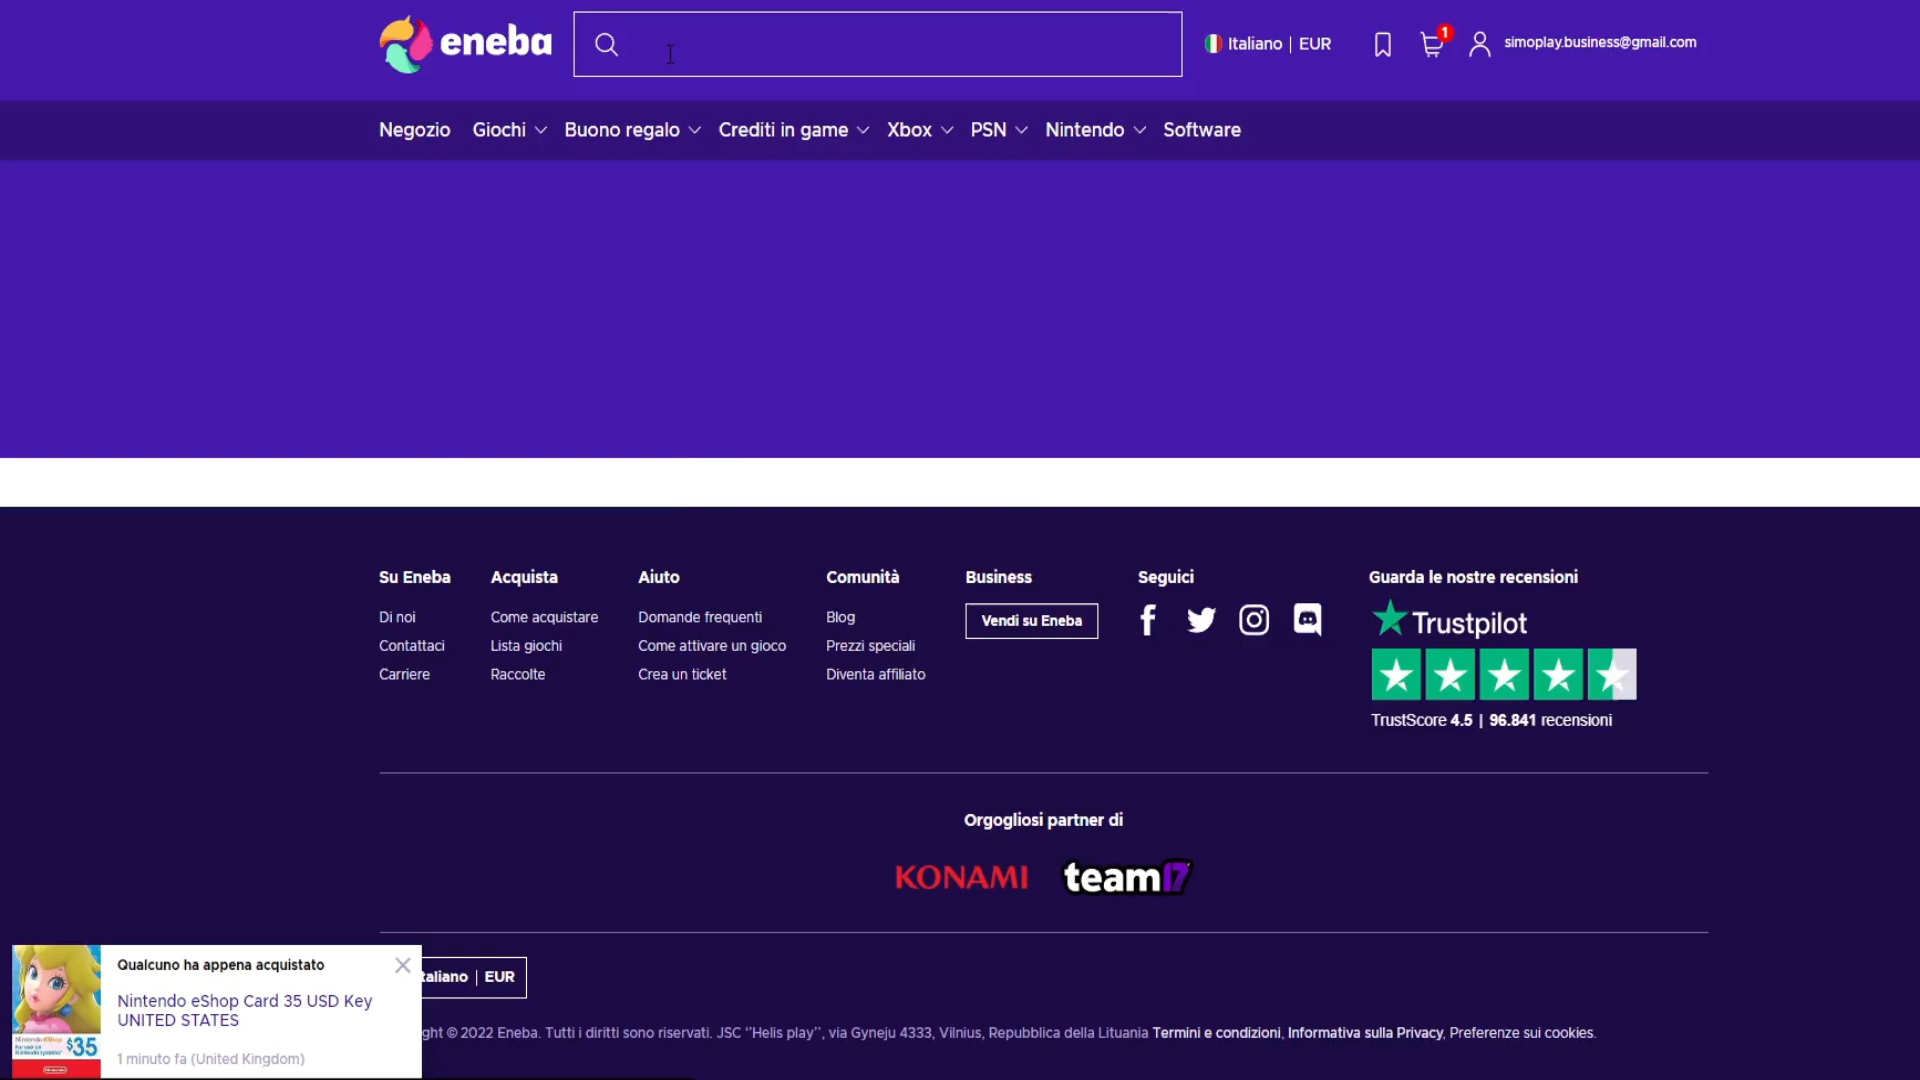 eneba
Italiano | EUR
1
simoplay.business@gmail.com
Negozio Giochi Buono regalo Crediti in game Xbox PSN Nintendo Software
Su Eneba
Di noi
Contattaci
Carriere
Acquista
Come acquistare
Lista giochi
Raccolte
Aiuto
Domande frequenti
Come attivare un gioco
Crea un ticket
Comunità
Blog
Prezzi speciali
Diventa affiliato
Business
Vendi su Eneba
Seguici
Guarda le nostre recensioni
Trustpilot
TrustScore 4.5 | 96.841 recensioni
Orgogliosi partner di
KONAMI team17
taliano | EUR
ght © 2022 Eneba. Tutti i diritti sono riservati. JSC ‘’Helis play’’, via Gyneju 4333, Vilnius, Repubblica della Lituania Termini e condizioni, Informativa sulla Privacy, Preferenze sui cookies.
Qualcuno ha appena acquistato
Nintendo eShop Card 35 USD Key
UNITED STATES
1 minuto fa (United Kingdom)
$35